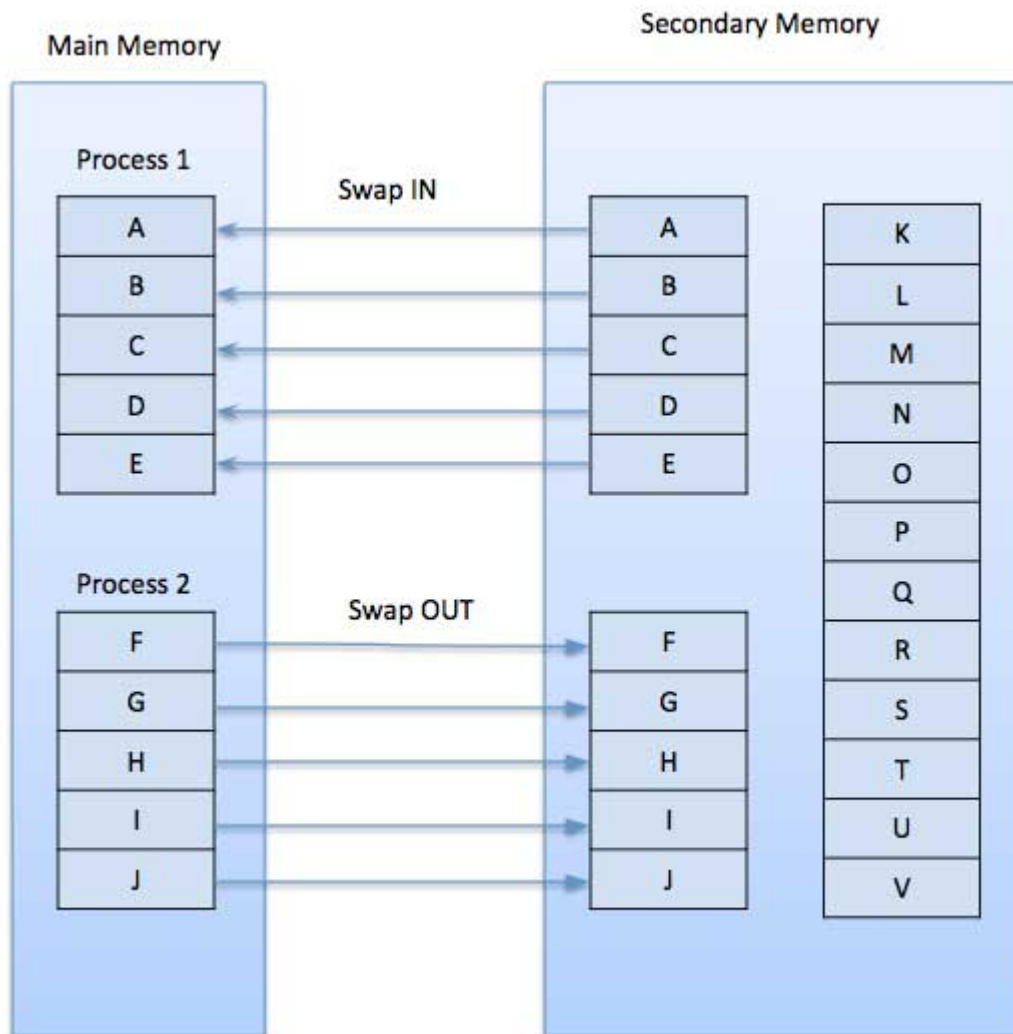 Main Memory
Secondary Memory
Process 1
A
B
C
D
E
Swap IN
A
B
C
D
E
Process 2
F
G
H
I
J
Swap OUT
F
G
H
I
J
K
L
M
N
O
P
Q
R
S
T
U
V